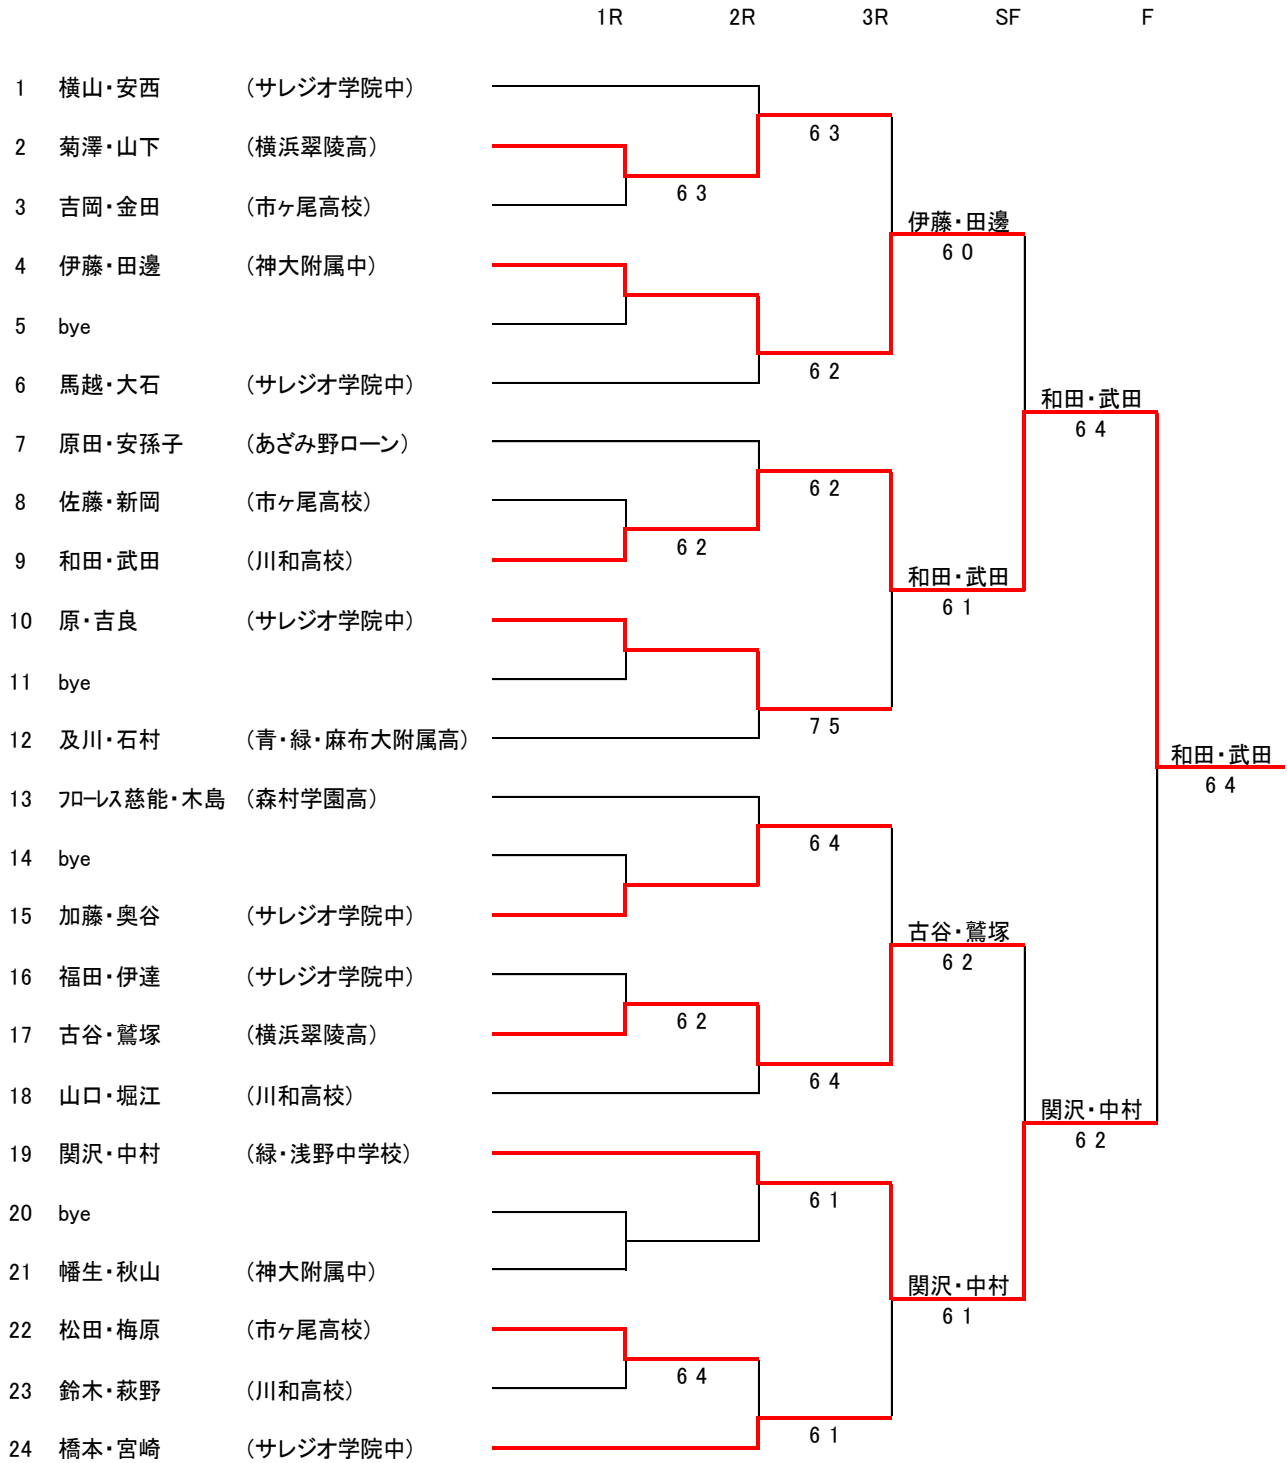 1R 2R 3R SF F
1 横山・安西 (サレジオ学院中)
6 3
2 菊澤・山下 (横浜翠陵高)
6 3
3 吉岡・金田 (市ヶ尾高校)
伊藤・田邊
6 0
4 伊藤・田邊 (神大附属中)
5 bye
6 2
6 馬越・大石 (サレジオ学院中)
和田・武田
6 4
7 原田・安孫子 (あざみ野ローン)
6 2
8 佐藤・新岡 (市ヶ尾高校)
6 2
9 和田・武田 (川和高校)
和田・武田
6 1
10 原・吉良 (サレジオ学院中)
11 bye
7 5
12 及川・石村 (青・緑・麻布大附属高)
和田・武田
6 4
13 フローレス慈能・木島 (森村学園高)
6 4
14 bye
15 加藤・奥谷 (サレジオ学院中)
古谷・鷲塚
6 2
16 福田・伊達 (サレジオ学院中)
6 2
17 古谷・鷲塚 (横浜翠陵高)
6 4
18 山口・堀江 (川和高校)
関沢・中村
6 2
19 関沢・中村 (緑・浅野中学校)
6 1
20 bye
21 幡生・秋山 (神大附属中)
関沢・中村
6 1
22 松田・梅原 (市ヶ尾高校)
6 4
23 鈴木・萩野 (川和高校)
6 1
24 橋本・宮崎 (サレジオ学院中)